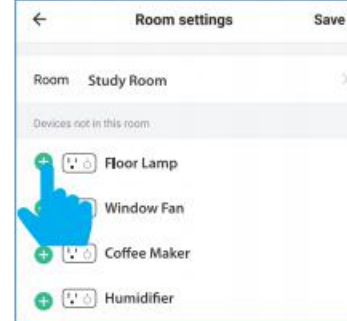 Room settings Save
Room Study Room
Devices not in this room
Floor Lamp
Window Fan
Coffee Maker
Humidifier